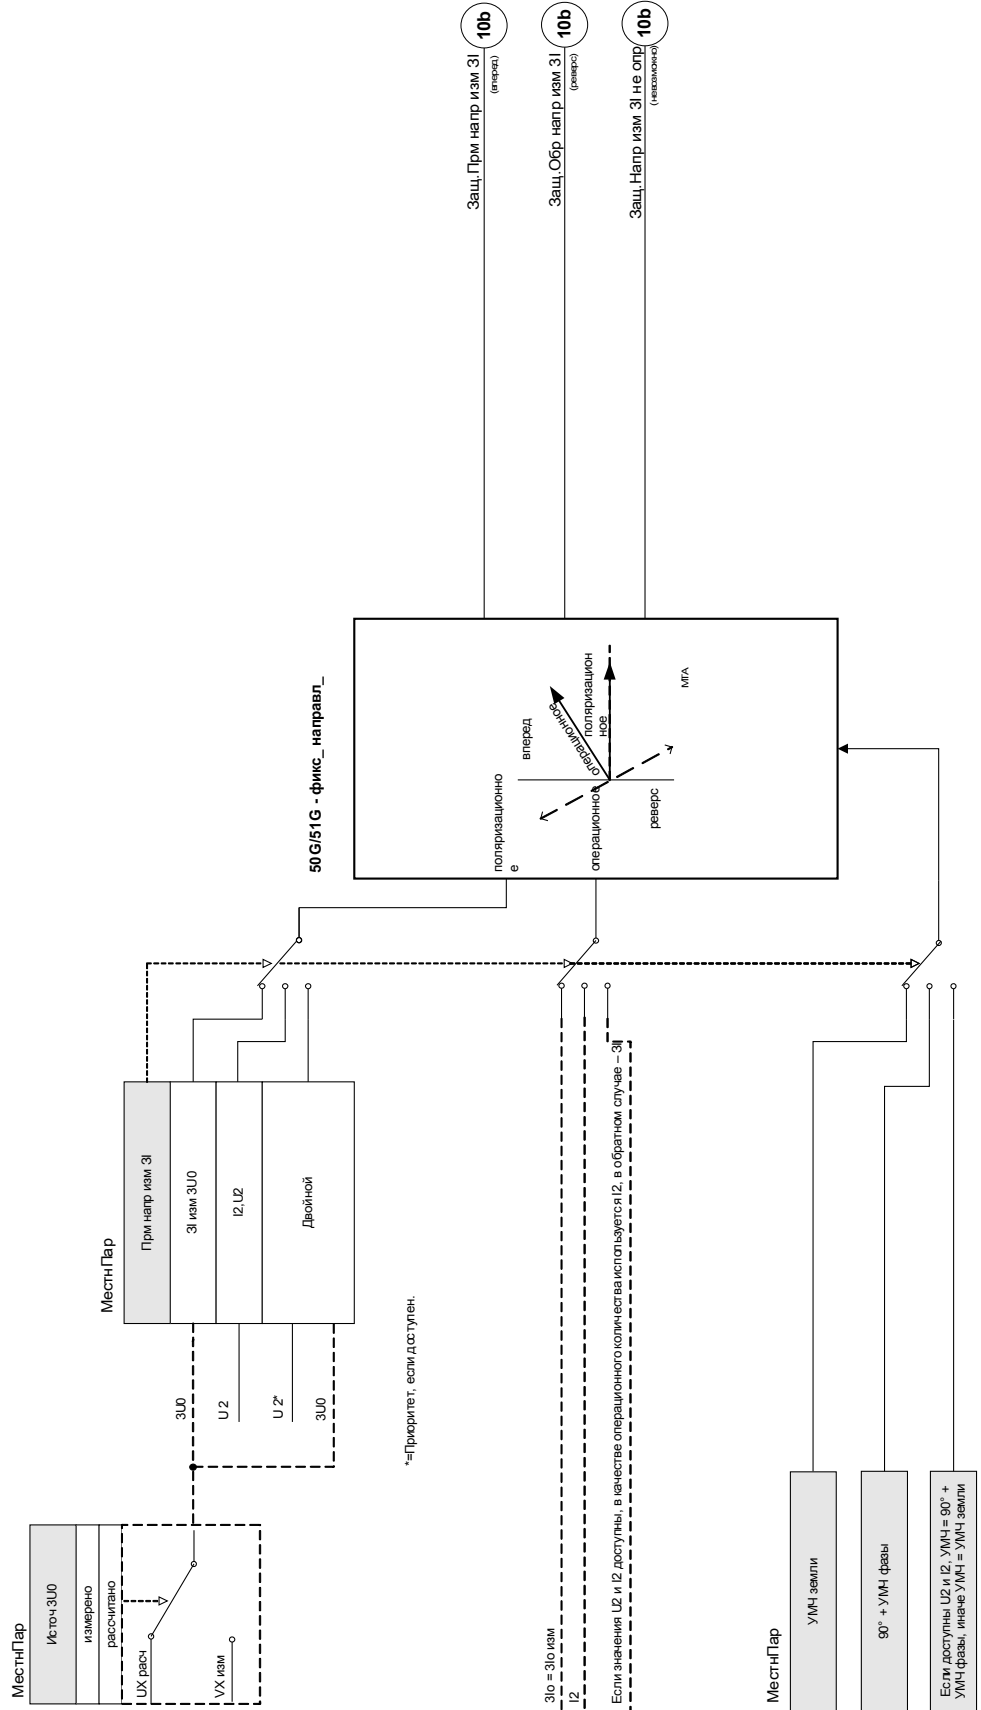 МестнПар
Источ 3U0
измерено
рассчитано
UX расч
VX изм
МестнПар
Прм напр изм 3I
3I изм 3U0
I2,U2
Двойной
3U0
U 2
U 2*
3U0
*=Приоритет, если доступен.
3Io = 3Io изм
I2
Если значения U2 и I2 доступны, в качестве операционного количества используется I2, в обратном случае – 3I
МестнПар
УМЧ земли
90° + УМЧ фазы
Если доступны U2 и I2, УМЧ = 90° +
УМЧ фазы, иначе УМЧ = УМЧ земли
50G/51G - фикс_ направл_
поляризационно
е
операционное
вперед
операционное
поляризацион
ное
реверс
МТА
Защ.Прм напр изм 3I
(вперед)
10b
Защ.Обр напр изм 3I
(реверс)
10b
Защ.Напр изм 3I не опр
(невозможно)
10b